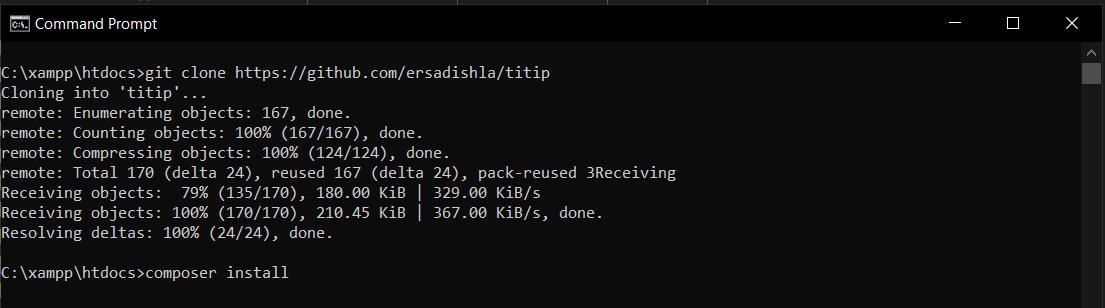 Command Prompt
C:\xampp\htdocs>git clone https://github.com/ersadishla/titip
Cloning into 'titip'...
remote: Enumerating objects: 167, done.
remote: Counting objects: 100% (167/167), done.
remote: Compressing objects: 100% (124/124), done.
remote: Total 170 (delta 24), reused 167 (delta 24), pack-reused 3Receiving
Receiving objects:  79% (135/170), 180.00 KiB | 329.00 KiB/s
Receiving objects: 100% (170/170), 210.45 KiB | 367.00 KiB/s, done.
Resolving deltas: 100% (24/24), done.
C:\xampp\htdocs>composer install